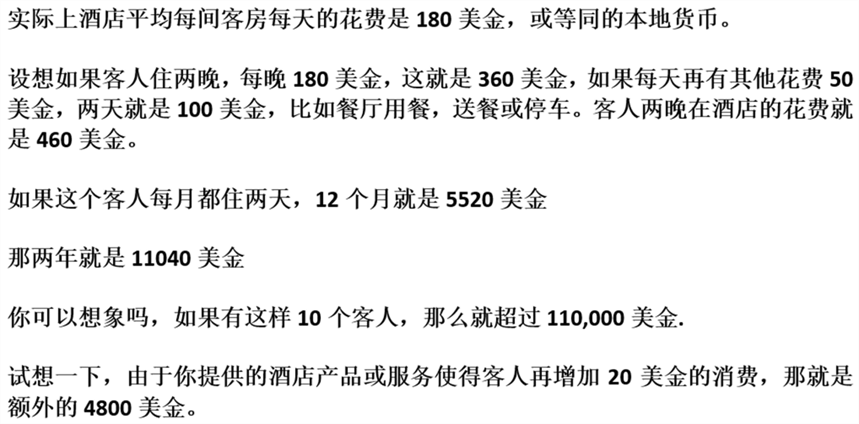 实际上酒店平均每间客房每天的花费是 180 美金，或等同的本地货币。
设想如果客人住两晚，每晚 180 美金，这就是 360 美金，如果每天再有其他花费 50
美金，两天就是 100 美金，比如餐厅用餐，送餐或停车。客人两晚在酒店的花费就
是 460 美金。
如果这个客人每月都住两天，12 个月就是 5520 美金
那两年就是 11040 美金
你可以想象吗，如果有这样 10 个客人，那么就超过 110,000 美金.
试想一下，由于你提供的酒店产品或服务使得客人再增加 20 美金的消费，那就是
额外的 4800 美金。